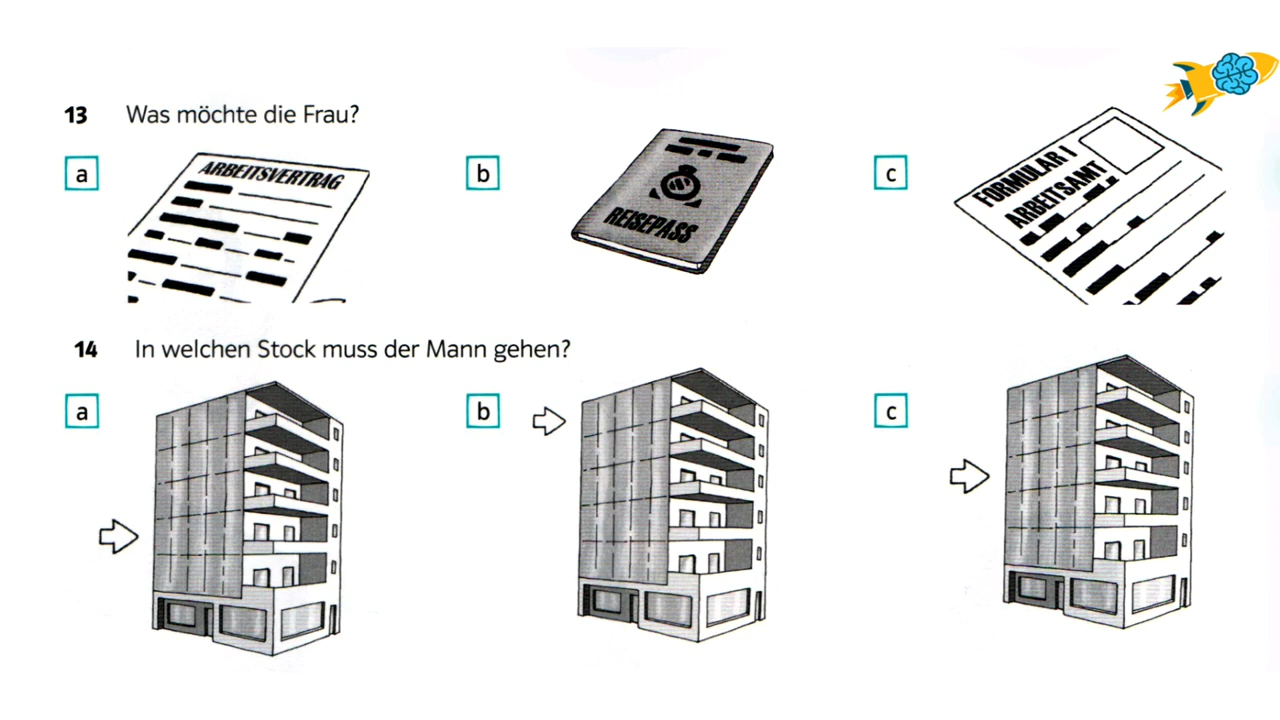 13 Was möchte die Frau?
a
ARBEITSVERTRAG
b
REISEPASS
c
FORMULAR I
ARBEITSAMT
14 In welchen Stock muss der Mann gehen?
a
b
c